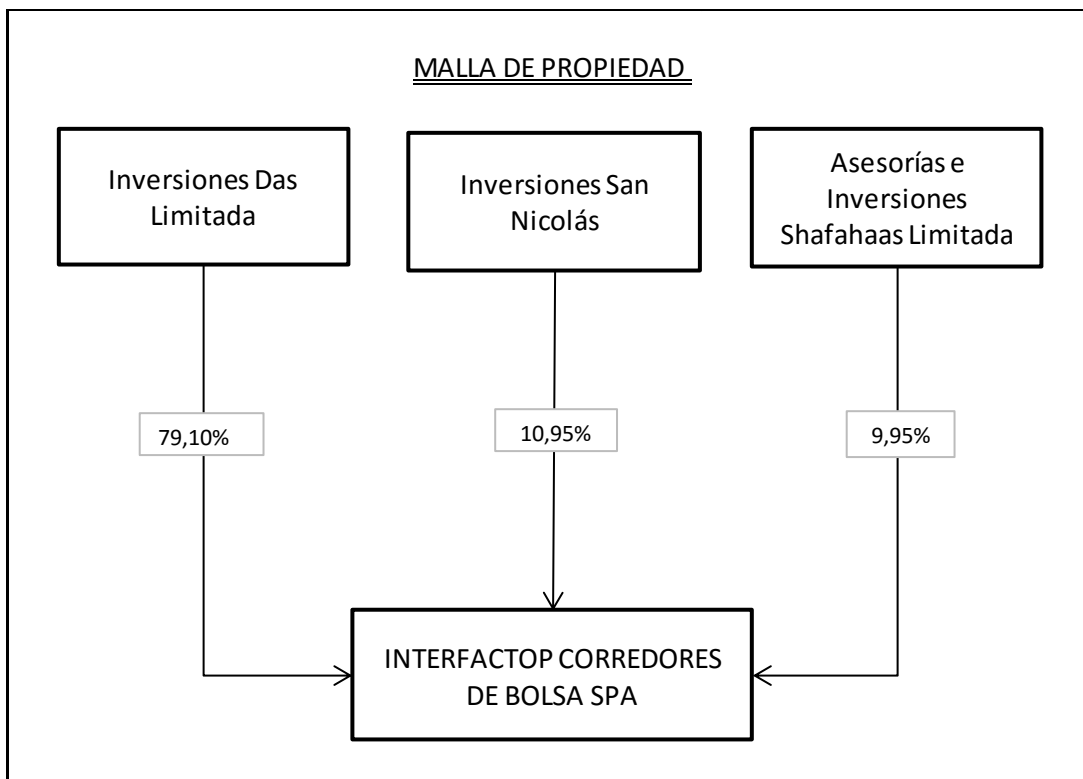 MALLA DE PROPIEDAD
Inversiones Das
Limitada
Inversiones San
Nicolás
Asesorías e
Inversiones
Shafahaas Limitada
79,10%
10,95%
9,95%
INTERFACTOP CORREDORES
DE BOLSA SPA